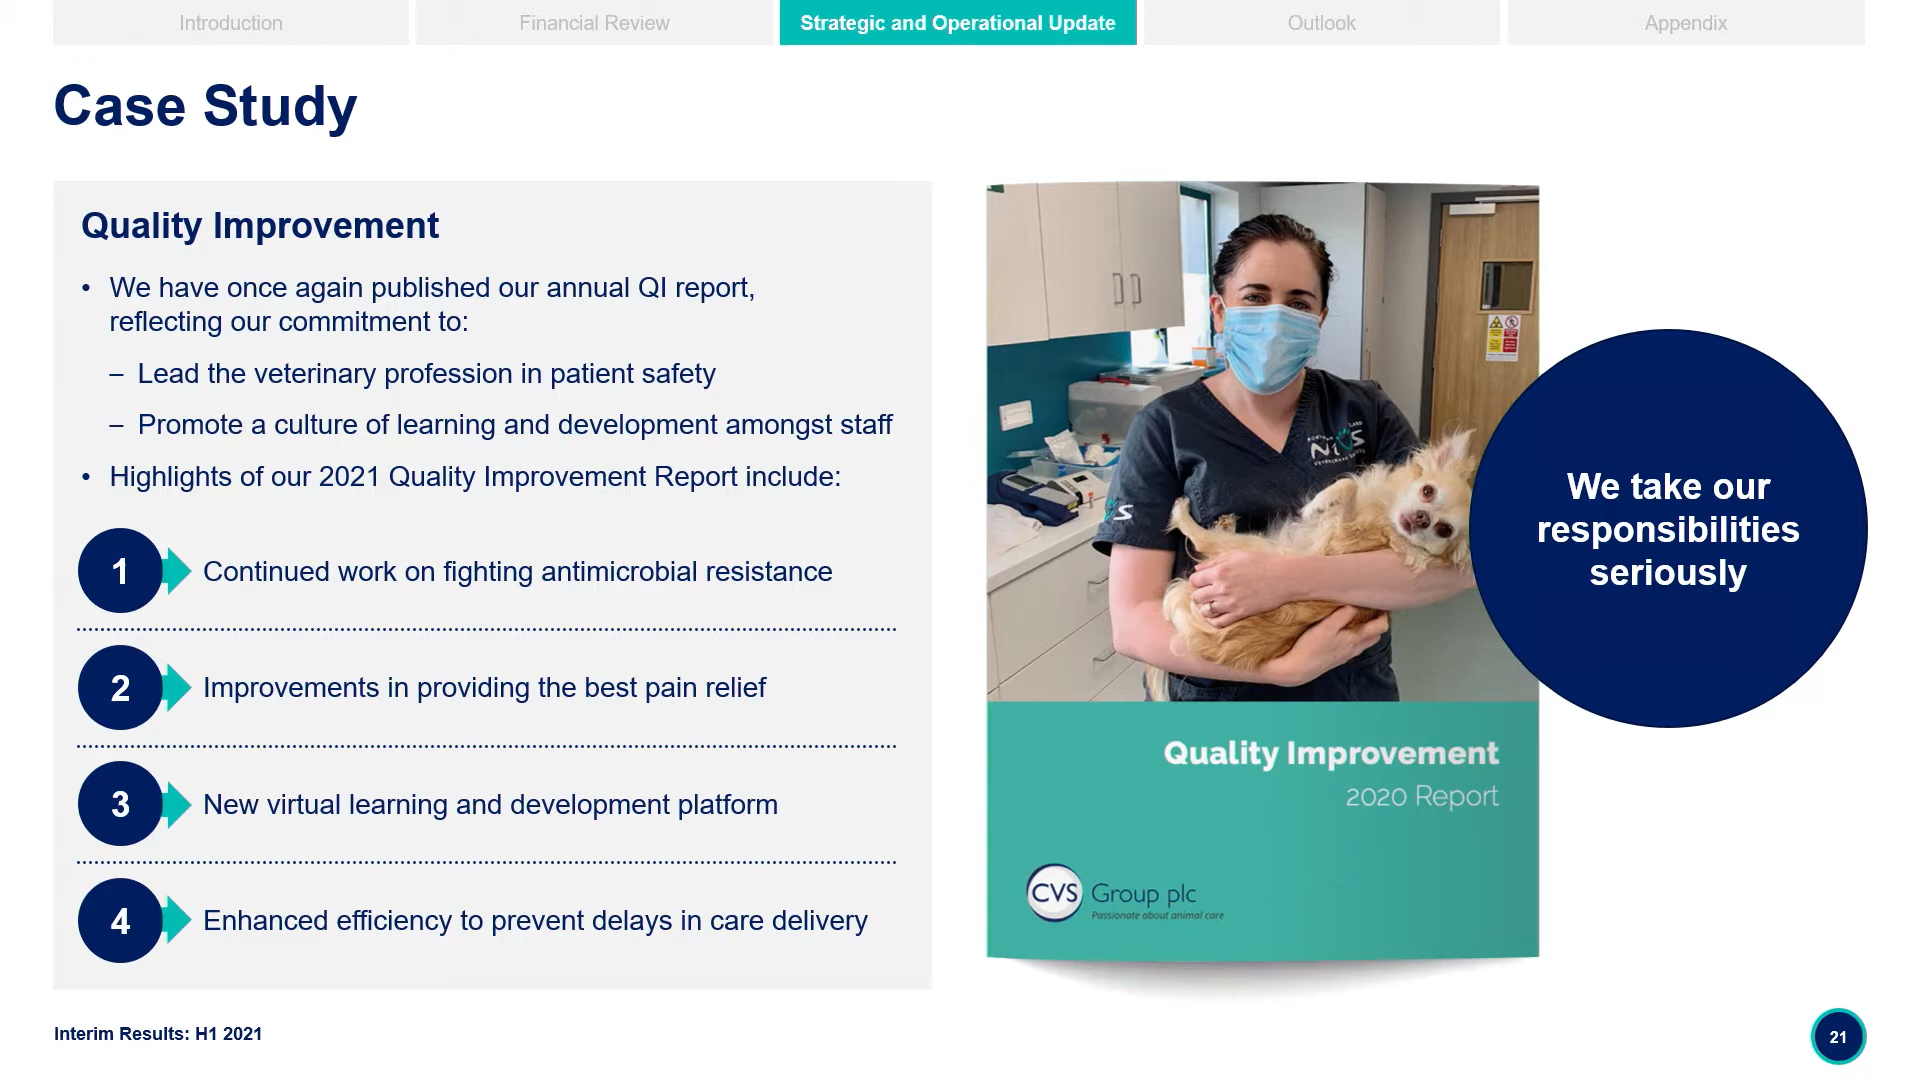 Introduction
Financial Review
Strategic and Operational Update
Outlook
Appendix
Case Study
Quality Improvement
• We have once again published our annual QI report,
reflecting our commitment to:
– Lead the veterinary profession in patient safety
– Promote a culture of learning and development amongst staff
• Highlights of our 2021 Quality Improvement Report include:
1 Continued work on fighting antimicrobial resistance
2 Improvements in providing the best pain relief
3 New virtual learning and development platform
4 Enhanced efficiency to prevent delays in care delivery
We take our
responsibilities
seriously
Quality Improvement
2020 Report
CVS Group plc
Passionate about animal care
Interim Results: H1 2021
21